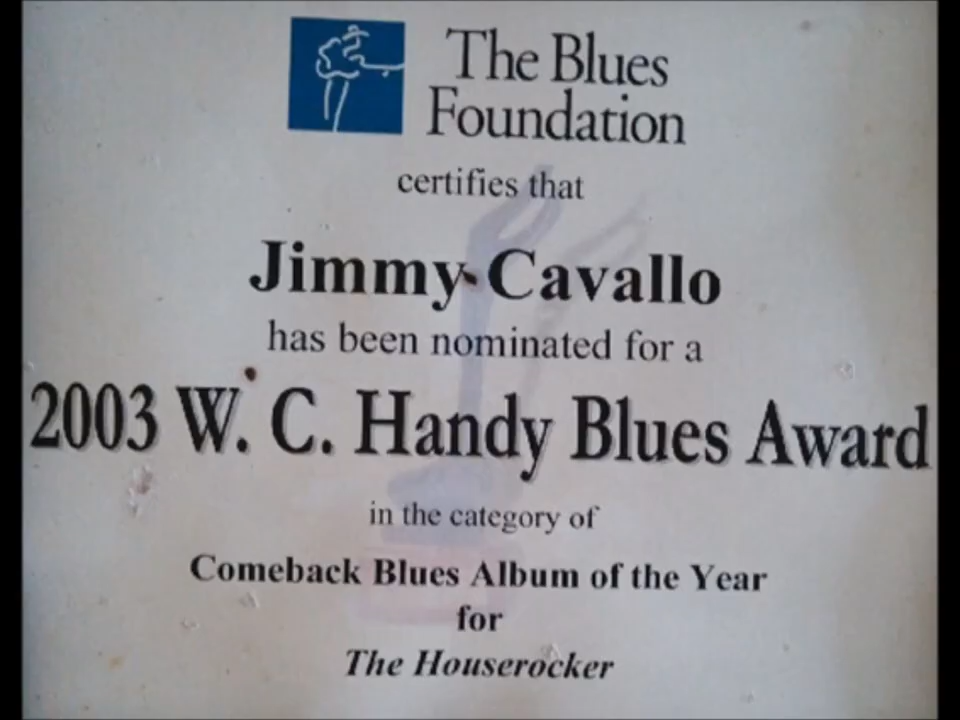 The Blues
Foundation
certifies that
Jimmy Cavallo
has been nominated for a
2003 W. C. Handy Blues Award
in the category of
Comeback Blues Album of the Year
for
The Houserocker